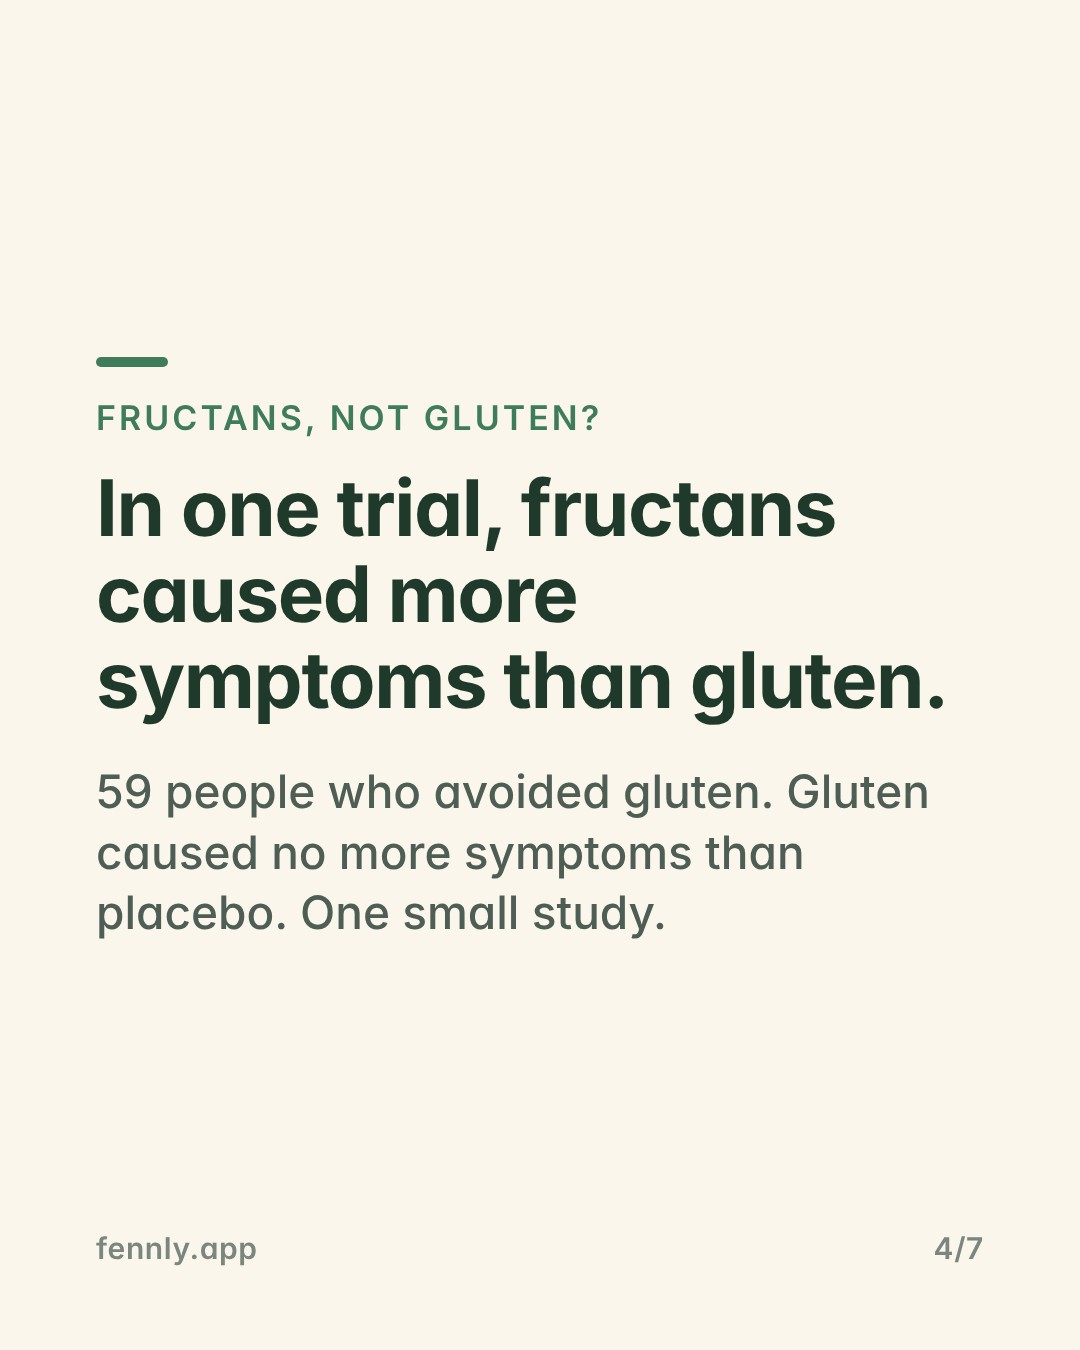 FRUCTANS, NOT GLUTEN?
In one trial, fructans
caused more
symptoms than gluten.
59 people who avoided gluten. Gluten
caused no more symptoms than
placebo. One small study.
fennly.app
4/7